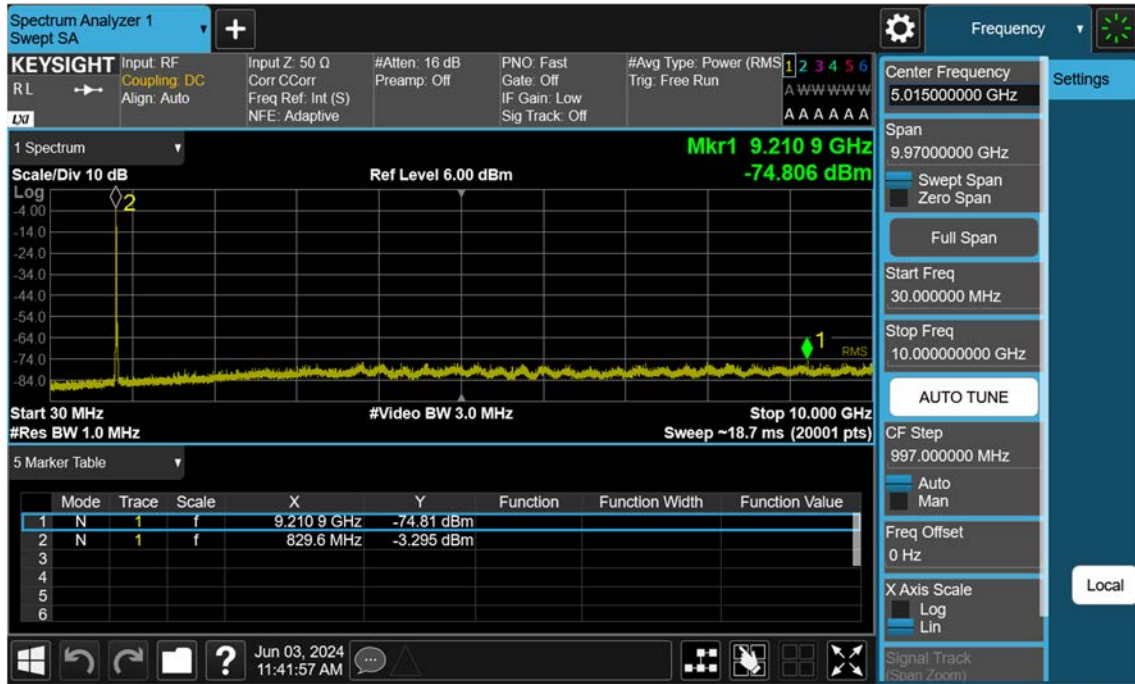 Spectrum Analyzer 1
Swept SA
Frequency
KEYSIGHT
RL
LXI
Input: RF
Coupling: DC
Align: Auto
Input Z: 50 Ω
Corr CCorr
Freq Ref: Int (S)
NFE: Adaptive
#Atten: 16 dB
Preamp: Off
PNO: Fast
Gate: Off
IF Gain: Low
Sig Track: Off
#Avg Type: Power (RMS
Trig: Free Run
1 2 3 4 5 6
A W W W W W
A A A A A A
1 Spectrum
Scale/Div 10 dB
Ref Level 6.00 dBm
Mkr1 9.210 9 GHz
-74.806 dBm
Log
-4.00
-14.0
-24.0
-34.0
-44.0
-54.0
-64.0
-74.0
-84.0
2
1
RMS
Start 30 MHz
#Video BW 3.0 MHz
Stop 10.000 GHz
#Res BW 1.0 MHz
Sweep ~18.7 ms (20001 pts)
5 Marker Table
Mode Trace Scale X Y Function Function Width Function Value
1 N 1 f 9.210 9 GHz -74.81 dBm
2 N 1 f 829.6 MHz -3.295 dBm
3
4
5
6
Jun 03, 2024
11:41:57 AM
Center Frequency
5.015000000 GHz
Settings
Span
9.97000000 GHz
Swept Span
Zero Span
Full Span
Start Freq
30.000000 MHz
Stop Freq
10.000000000 GHz
AUTO TUNE
CF Step
997.000000 MHz
Auto
Man
Freq Offset
0 Hz
X Axis Scale
Log
Lin
Local
Signal Track
(Span Zoom)